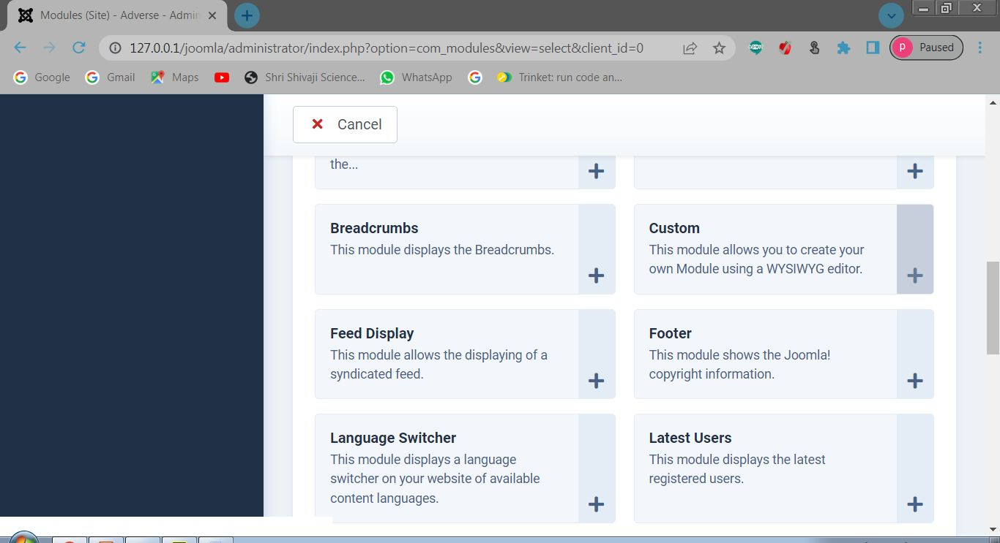 Modules (Site) - Adverse - Admin
127.0.0.1/joomla/administrator/index.php?option=com_modules&view=select&client_id=0
P Paused
Google Gmail Maps Shri Shivaji Science... WhatsApp Trinket: run code an...
Cancel
the...
Breadcrumbs
This module displays the Breadcrumbs.
Custom
This module allows you to create your
own Module using a WYSIWYG editor.
Feed Display
This module allows the displaying of a
syndicated feed.
Footer
This module shows the Joomla!
copyright information.
Language Switcher
This module displays a language
switcher on your website of available
content languages.
Latest Users
This module displays the latest
registered users.